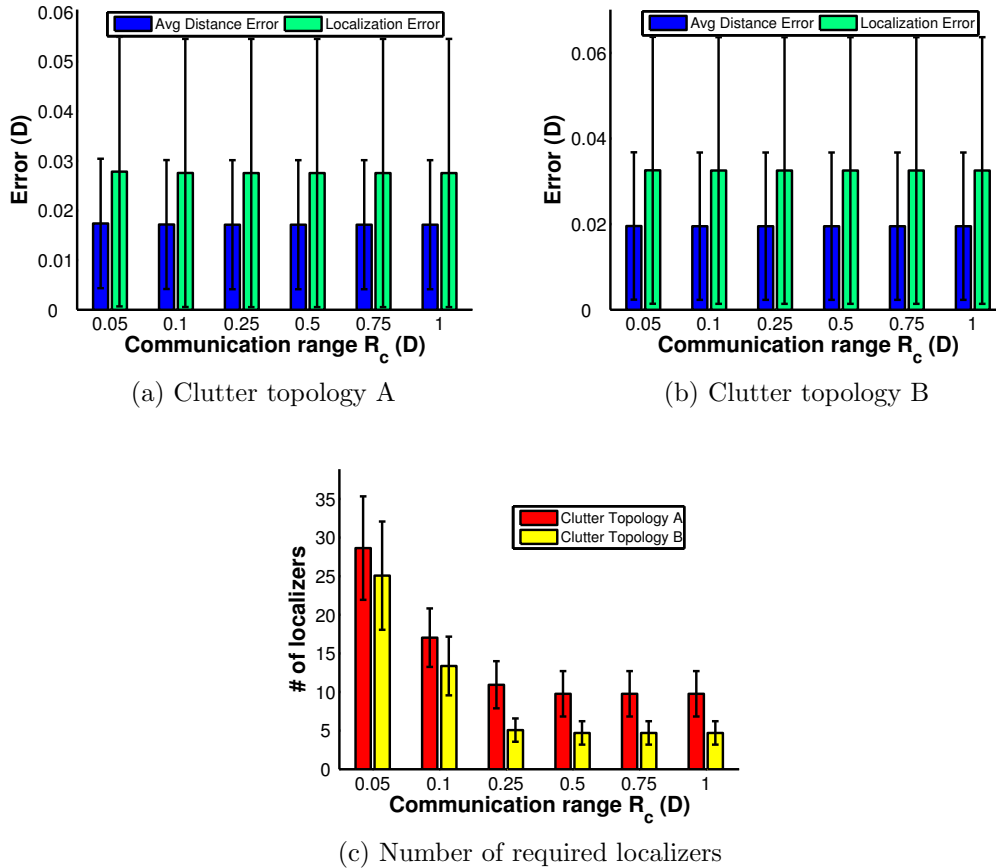 Avg Distance Error Localization Error
0.06
0.05
0.04
0.03
0.02
0.01
0
Error (D)
0.05 0.1 0.25 0.5 0.75 1
Communication range R_c (D)
(a) Clutter topology A
Avg Distance Error Localization Error
0.06
0.04
0.02
0
Error (D)
0.05 0.1 0.25 0.5 0.75 1
Communication range R_c (D)
(b) Clutter topology B
Clutter Topology A
Clutter Topology B
35
30
25
20
15
10
5
0
# of localizers
0.05 0.1 0.25 0.5 0.75 1
Communication range R_c (D)
(c) Number of required localizers